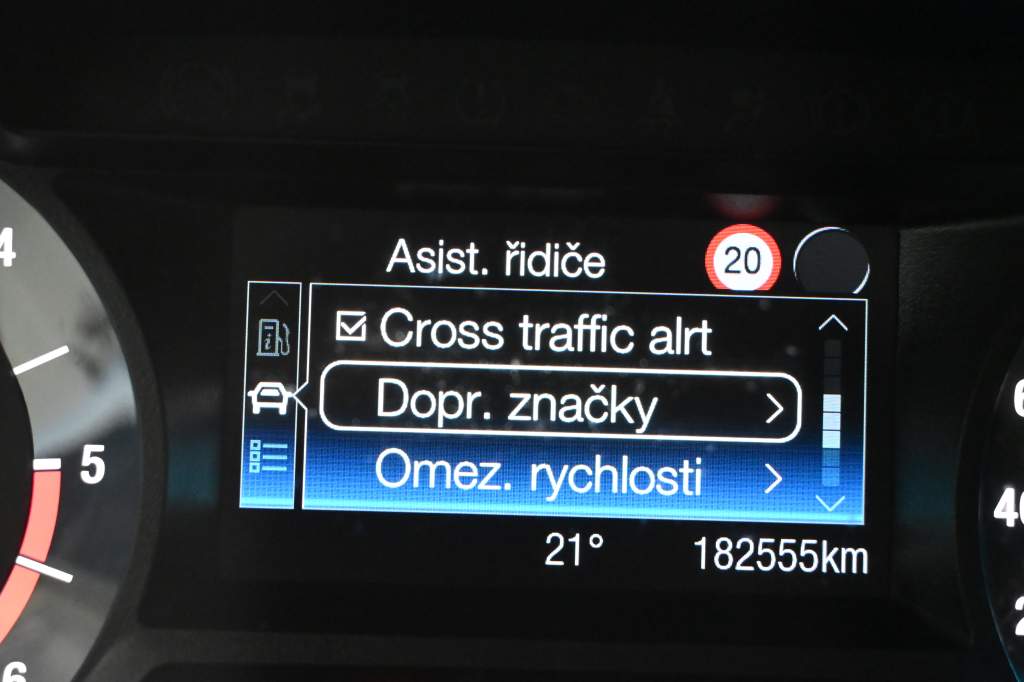 Asist. řidiče
20
Cross traffic alrt
Dopr. značky
Omez. rychlosti
21°
182555km
4
5
6